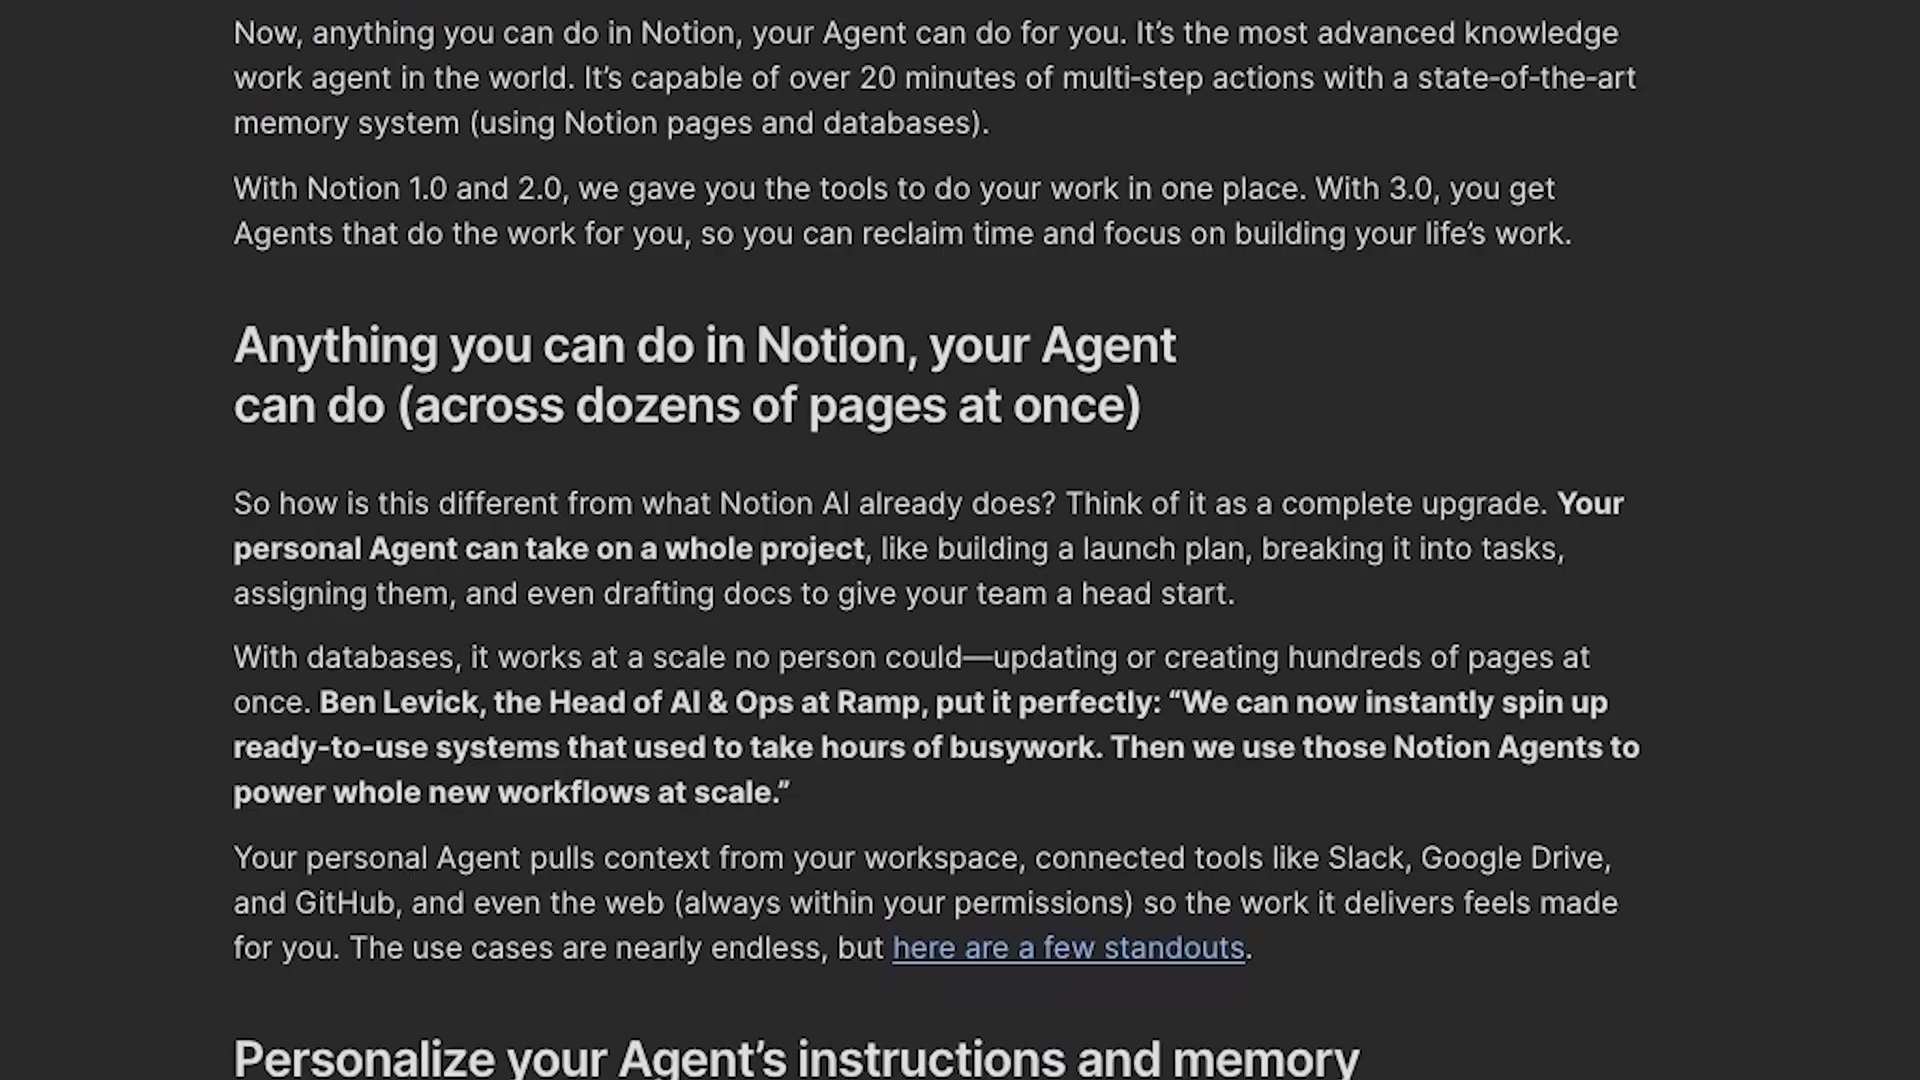 Now, anything you can do in Notion, your Agent can do for you. It’s the most advanced knowledge
work agent in the world. It’s capable of over 20 minutes of multi-step actions with a state-of-the-art
memory system (using Notion pages and databases).
With Notion 1.0 and 2.0, we gave you the tools to do your work in one place. With 3.0, you get
Agents that do the work for you, so you can reclaim time and focus on building your life’s work.
Anything you can do in Notion, your Agent
can do (across dozens of pages at once)
So how is this different from what Notion AI already does? Think of it as a complete upgrade. Your
personal Agent can take on a whole project, like building a launch plan, breaking it into tasks,
assigning them, and even drafting docs to give your team a head start.
With databases, it works at a scale no person could—updating or creating hundreds of pages at
once. Ben Levick, the Head of AI & Ops at Ramp, put it perfectly: “We can now instantly spin up
ready-to-use systems that used to take hours of busywork. Then we use those Notion Agents to
power whole new workflows at scale.”
Your personal Agent pulls context from your workspace, connected tools like Slack, Google Drive,
and GitHub, and even the web (always within your permissions) so the work it delivers feels made
for you. The use cases are nearly endless, but here are a few standouts.
Personalize your Agent’s instructions and memory